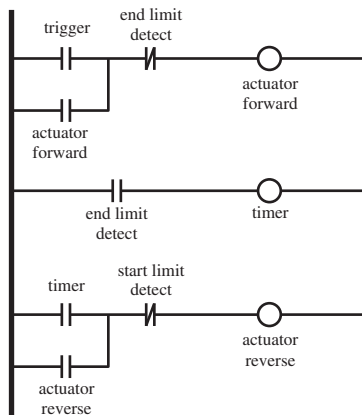 trigger
end limit
detect
actuator
forward
actuator
forward
end limit
detect
timer
timer
start limit
detect
actuator
reverse
actuator
reverse